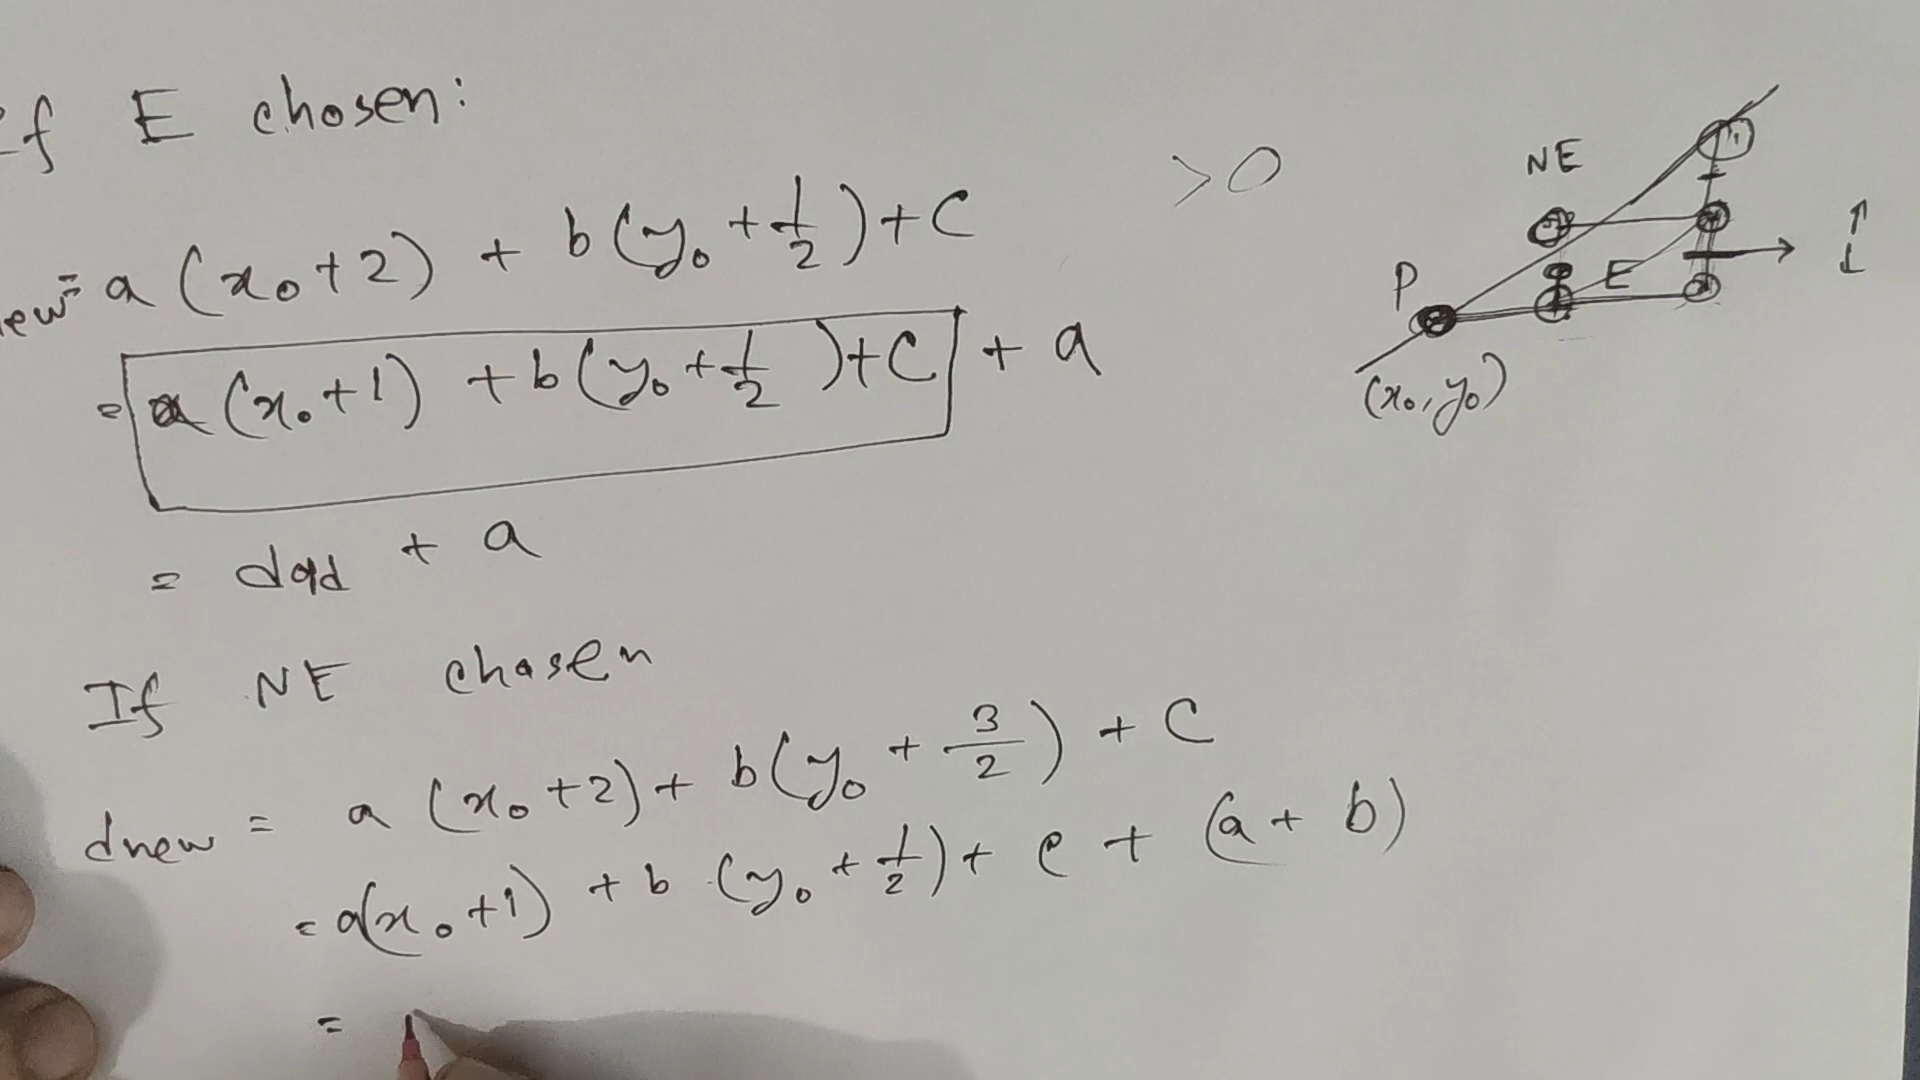 If E chosen:
new = a (x₀+2) + b(y₀ + 1/2) + C
>0
= a (x₀+1) + b(y₀ + 1/2) + C + a
= dold + a
If NE chosen
dnew = a (x₀+2) + b(y₀ + 3/2) + C
= a(x₀+1) + b (y₀ + 1/2) + c + (a + b)
=
NE
E
P
(x₀, y₀)